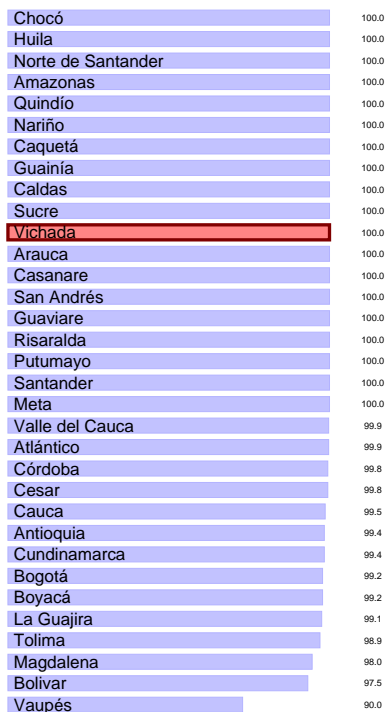 Chocó 100.0
Huila 100.0
Norte de Santander 100.0
Amazonas 100.0
Quindío 100.0
Nariño 100.0
Caquetá 100.0
Guainía 100.0
Caldas 100.0
Sucre 100.0
Vichada 100.0
Arauca 100.0
Casanare 100.0
San Andrés 100.0
Guaviare 100.0
Risaralda 100.0
Putumayo 100.0
Santander 100.0
Meta 100.0
Valle del Cauca 99.9
Atlántico 99.9
Córdoba 99.8
Cesar 99.8
Cauca 99.5
Antioquia 99.4
Cundinamarca 99.4
Bogotá 99.2
Boyacá 99.2
La Guajira 99.1
Tolima 98.9
Magdalena 98.0
Bolivar 97.5
Vaupés 90.0